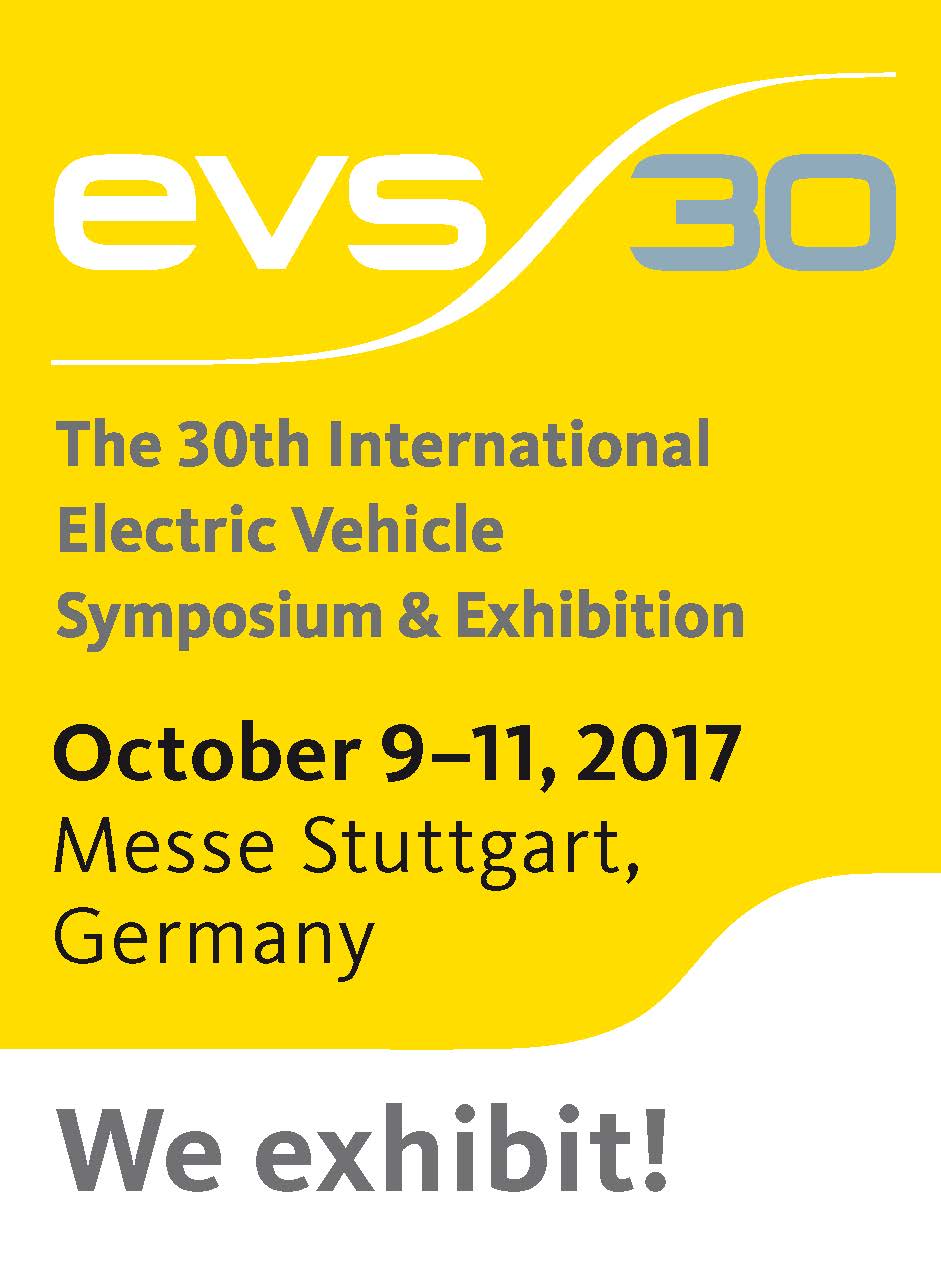 evs 30
The 30th International
Electric Vehicle
Symposium & Exhibition
October 9–11, 2017
Messe Stuttgart,
Germany
We exhibit!